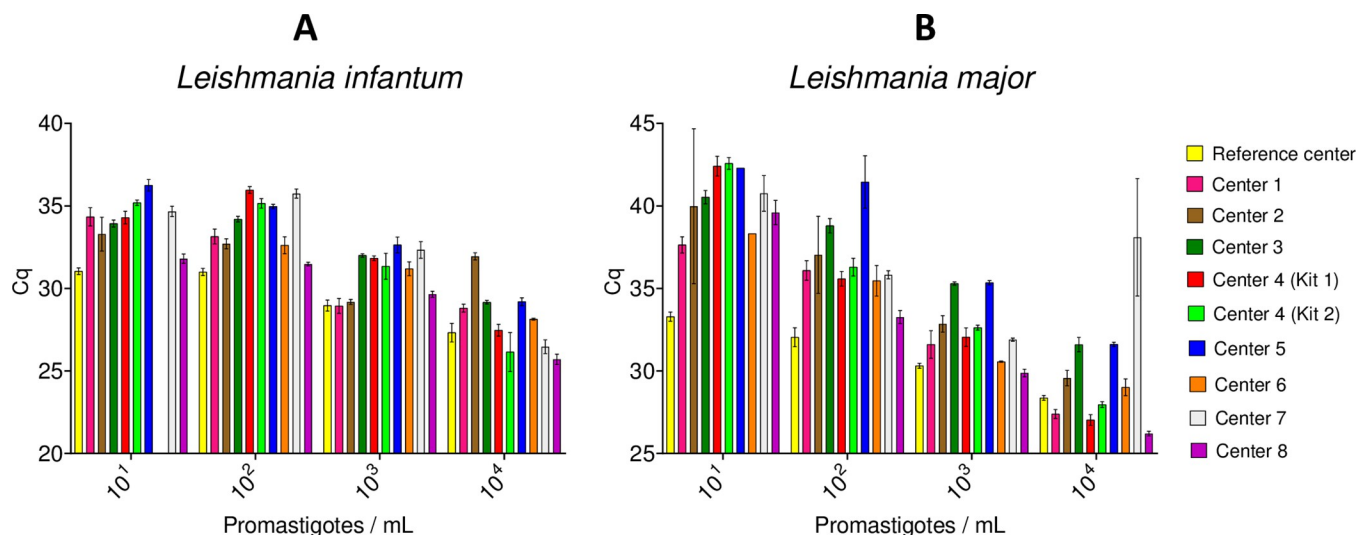 A
Leishmania infantum
Cq
40
35
30
25
20
10¹
10²
10³
10⁴
Promastigotes / mL
B
Leishmania major
Cq
45
40
35
30
25
10¹
10²
10³
10⁴
Promastigotes / mL
Reference center
Center 1
Center 2
Center 3
Center 4 (Kit 1)
Center 4 (Kit 2)
Center 5
Center 6
Center 7
Center 8